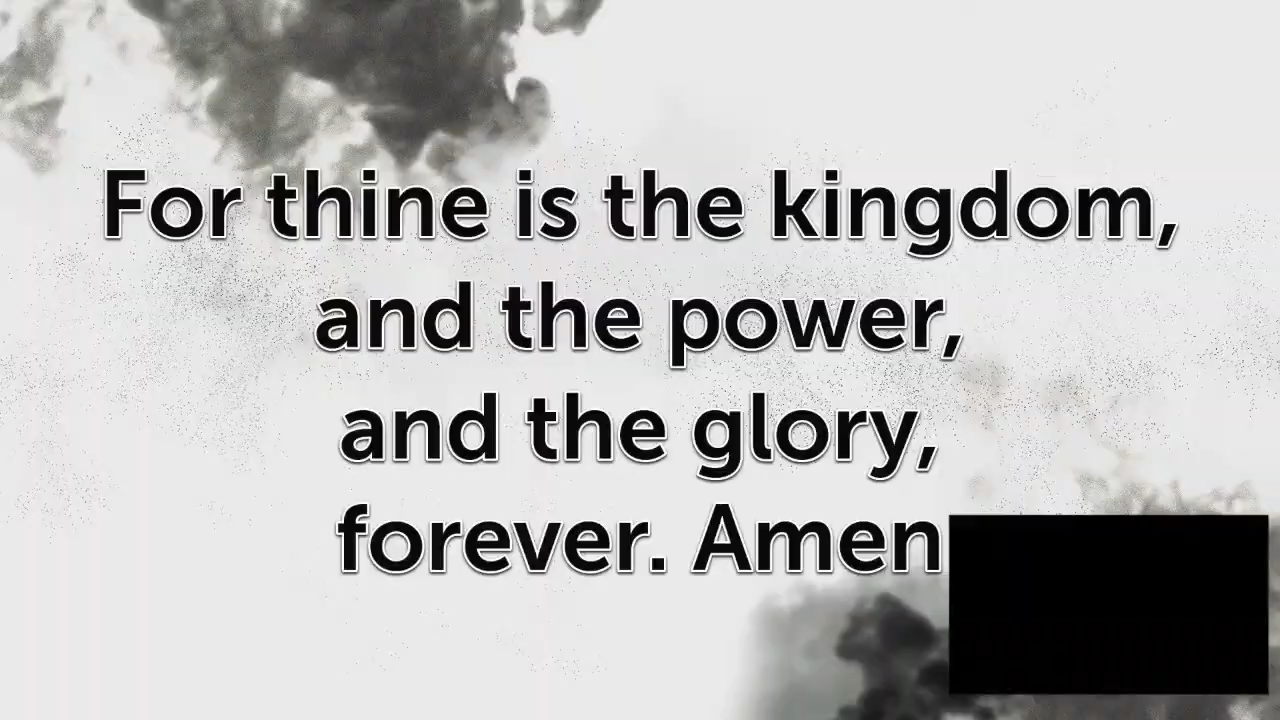 For thine is the kingdom,
and the power,
and the glory,
forever. Amen